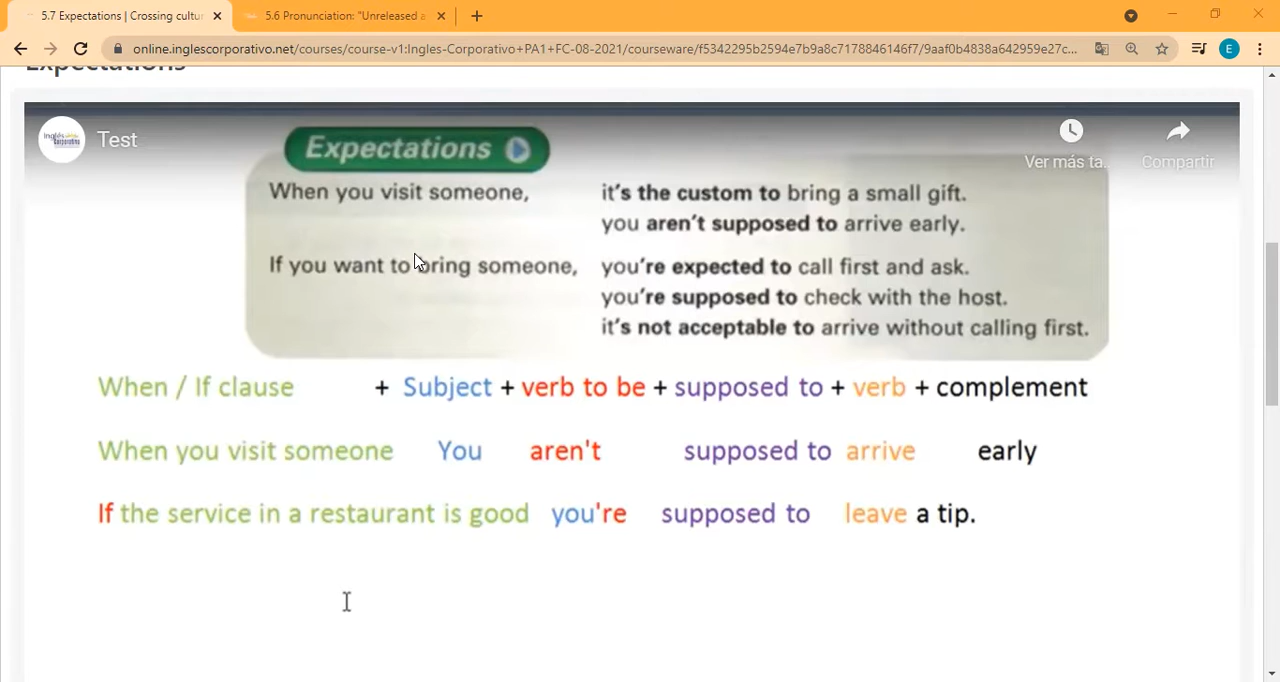 5.7 Expectations | Crossing cultur
5.6 Pronunciation: "Unreleased a
online.inglescorporativo.net/courses/course-v1:Ingles-Corporativo+PA1+FC-08-2021/courseware/f5342295b2594e7b9a8c7178846146f7/9aaf0b4838a642959e27c...
E
Expectations
Test
Ver más ta...
Compartir
Expectations
When you visit someone, it's the custom to bring a small gift.
you aren't supposed to arrive early.
If you want to bring someone, you're expected to call first and ask.
you're supposed to check with the host.
it's not acceptable to arrive without calling first.
When / If clause + Subject + verb to be + supposed to + verb + complement
When you visit someone You aren't supposed to arrive early
If the service in a restaurant is good you're supposed to leave a tip.